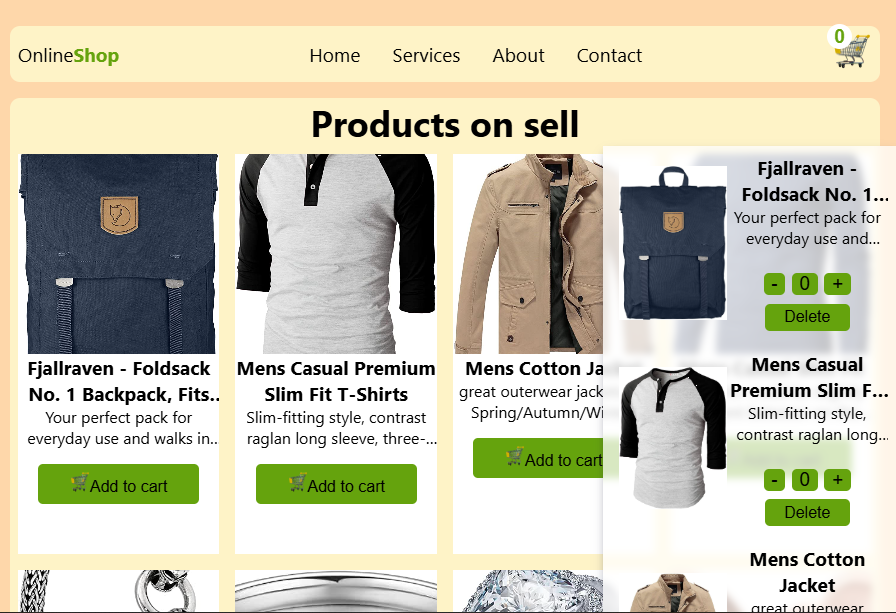 OnlineShop
Home
Services
About
Contact
0
Products on sell
Fjallraven - Foldsack
No. 1 Backpack, Fits...
Your perfect pack for
everyday use and walks in...
Add to cart
Mens Casual Premium
Slim Fit T-Shirts
Slim-fitting style, contrast
raglan long sleeve, three-...
Add to cart
Mens Cotton Ja
great outerwear jack
Spring/Autumn/Wi
Add to cart
Fjallraven -
Foldsack No. 1...
Your perfect pack for
everyday use and...
- 0 +
Delete
Mens Casual
Premium Slim F...
Slim-fitting style,
contrast raglan long...
- 0 +
Delete
Mens Cotton
Jacket
great outerwear